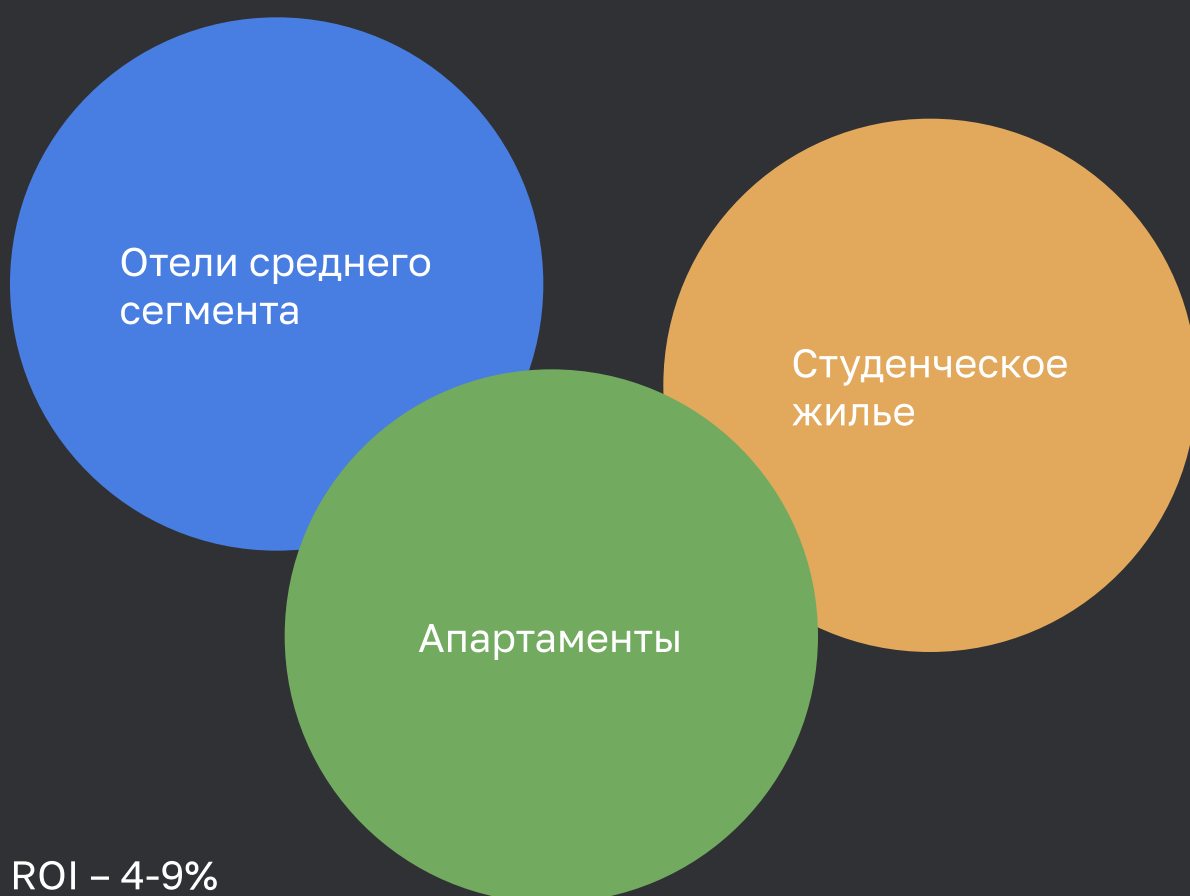 Отели среднего
сегмента
Студенческое
жилье
Апартаменты
ROI – 4-9%